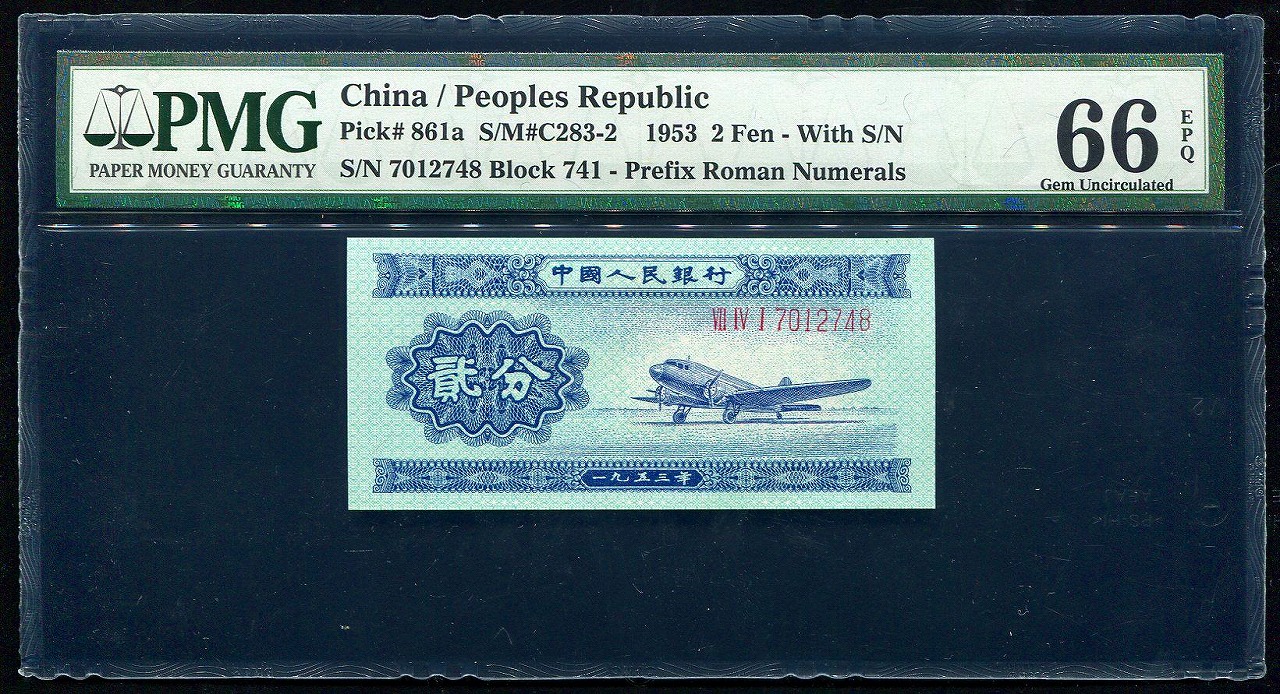 PMG
PAPER MONEY GUARANTY
China / Peoples Republic
Pick# 861a S/M#C283-2 1953 2 Fen - With S/N
S/N 7012748 Block 741 - Prefix Roman Numerals
66
EPQ
Gem Uncirculated
中國人民銀行
VII IV I 7012748
貳分
一九五三年